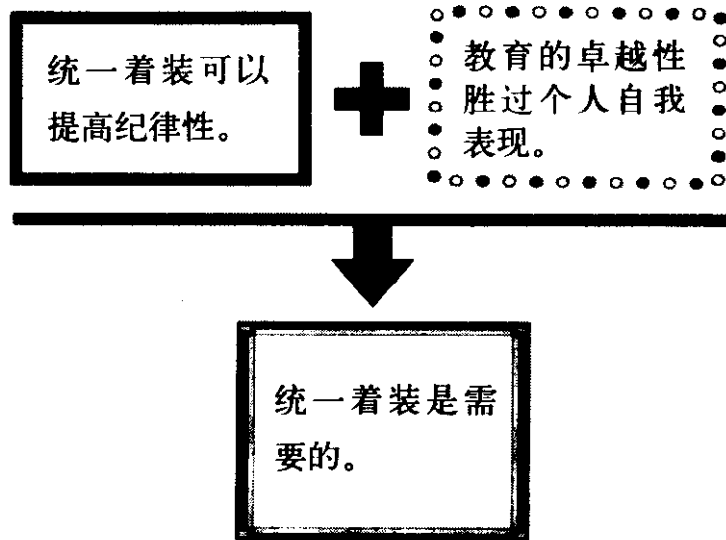 统一着装可以
提高纪律性。
教育的卓越性
胜过个人自我
表现。
统一着装是需
要的。